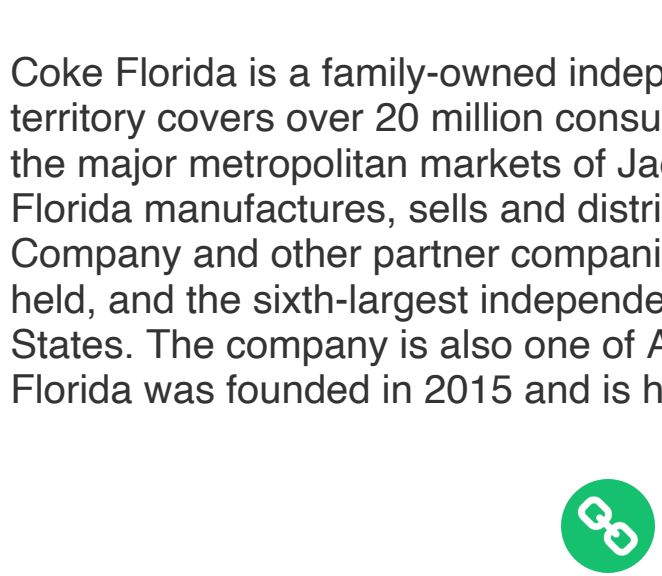 Coke Florida is a family-owned indep
territory covers over 20 million consu
the major metropolitan markets of Ja
Florida manufactures, sells and distri
Company and other partner compani
held, and the sixth-largest independe
States. The company is also one of A
Florida was founded in 2015 and is h